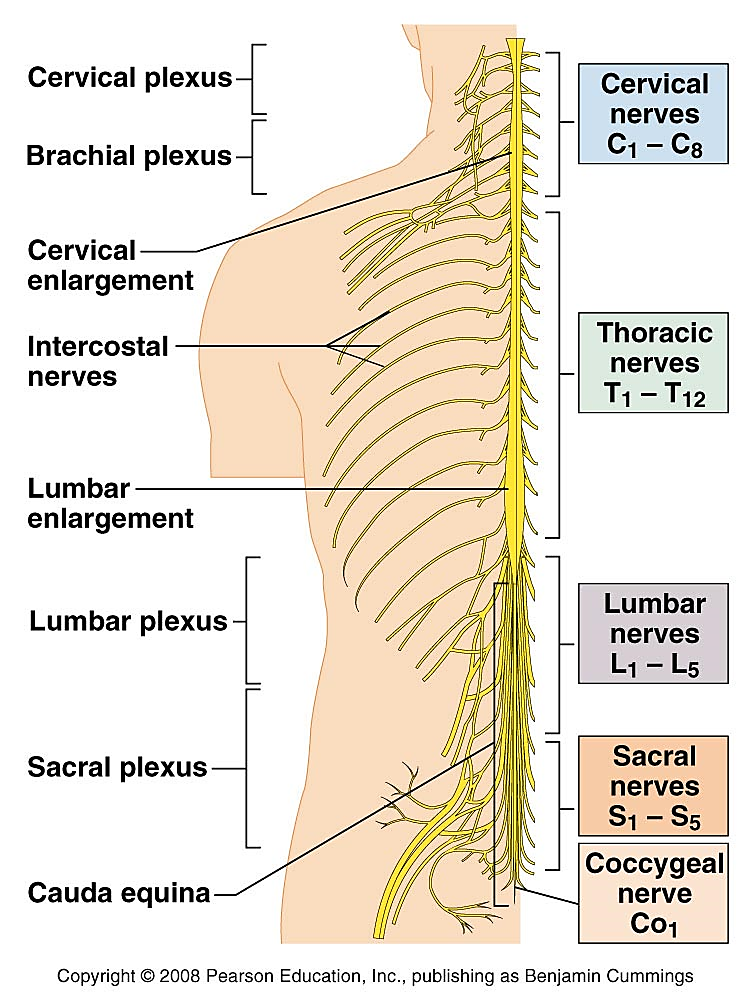 Cervical plexus
Brachial plexus
Cervical
enlargement
Intercostal
nerves
Lumbar
enlargement
Lumbar plexus
Sacral plexus
Cauda equina
Cervical
nerves
C1 – C8
Thoracic
nerves
T1 – T12
Lumbar
nerves
L1 – L5
Sacral
nerves
S1 – S5
Coccygeal
nerve
Co1
Copyright © 2008 Pearson Education, Inc., publishing as Benjamin Cummings